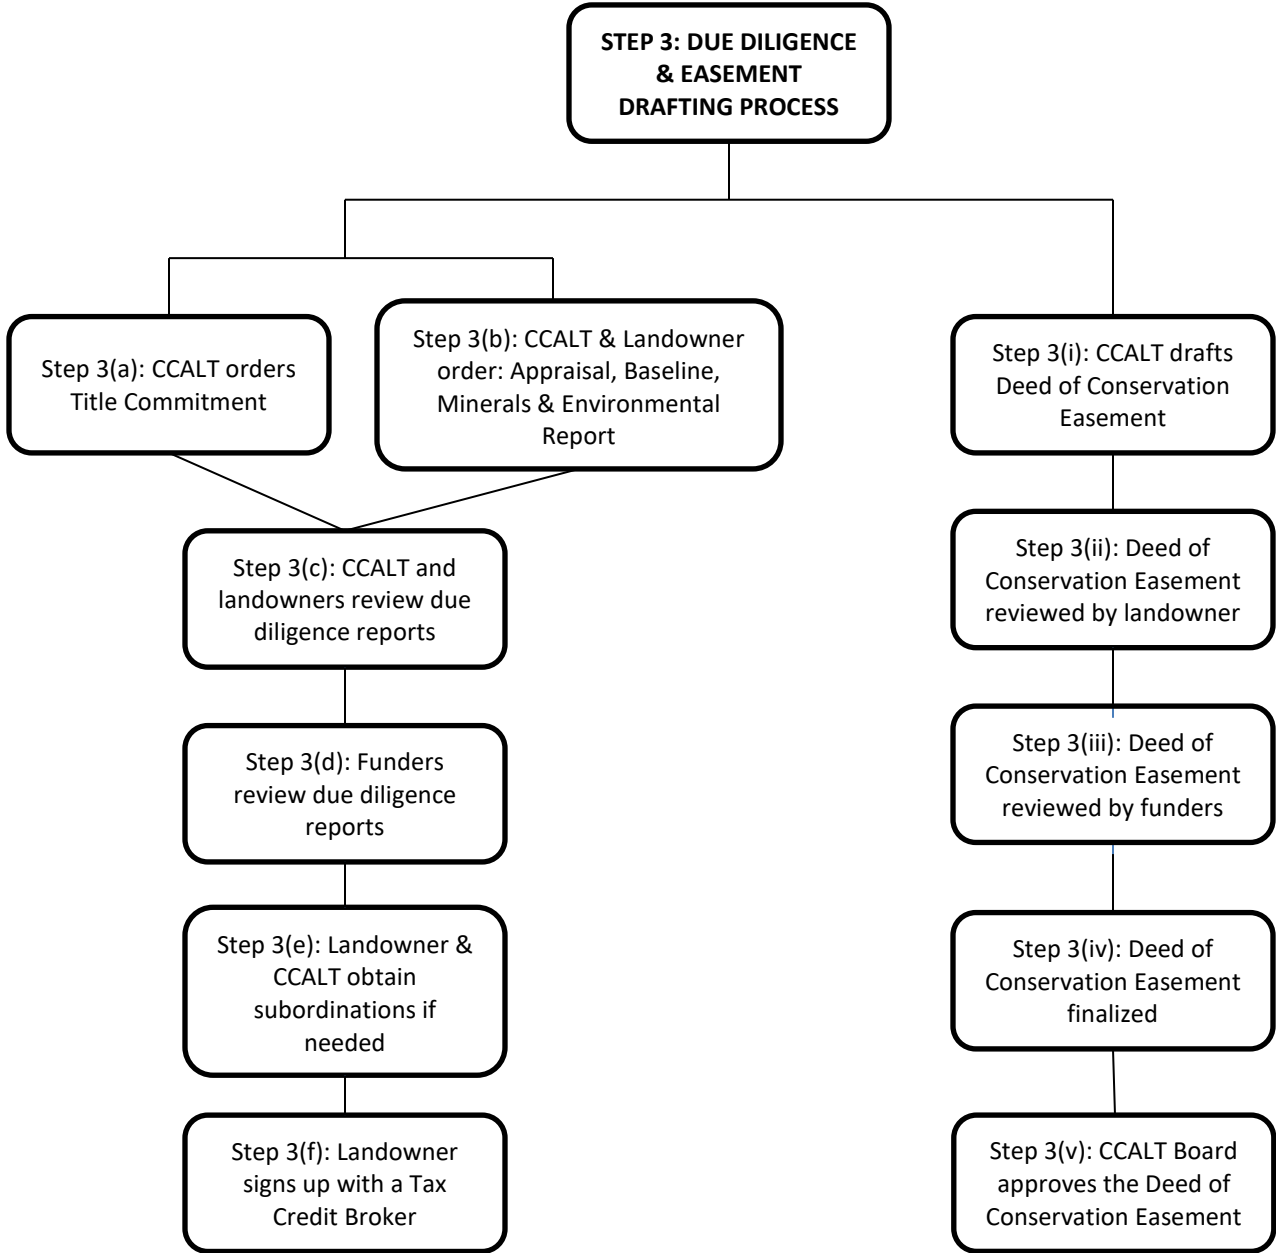 STEP 3: DUE DILIGENCE
& EASEMENT
DRAFTING PROCESS
Step 3(a): CCALT orders
Title Commitment
Step 3(b): CCALT & Landowner
order: Appraisal, Baseline,
Minerals & Environmental
Report
Step 3(c): CCALT and
landowners review due
diligence reports
Step 3(d): Funders
review due diligence
reports
Step 3(e): Landowner &
CCALT obtain
subordinations if
needed
Step 3(f): Landowner
signs up with a Tax
Credit Broker
Step 3(i): CCALT drafts
Deed of Conservation
Easement
Step 3(ii): Deed of
Conservation Easement
reviewed by landowner
Step 3(iii): Deed of
Conservation Easement
reviewed by funders
Step 3(iv): Deed of
Conservation Easement
finalized
Step 3(v): CCALT Board
approves the Deed of
Conservation Easement